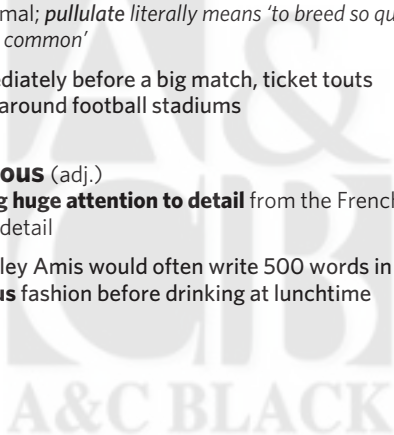 mal; pullulate literally means 'to breed so qu
common'
ediately before a big match, ticket touts
around football stadiums
ous (adj.)
g huge attention to detail from the French
detail
ley Amis would often write 500 words in
us fashion before drinking at lunchtime
A&C BLACK